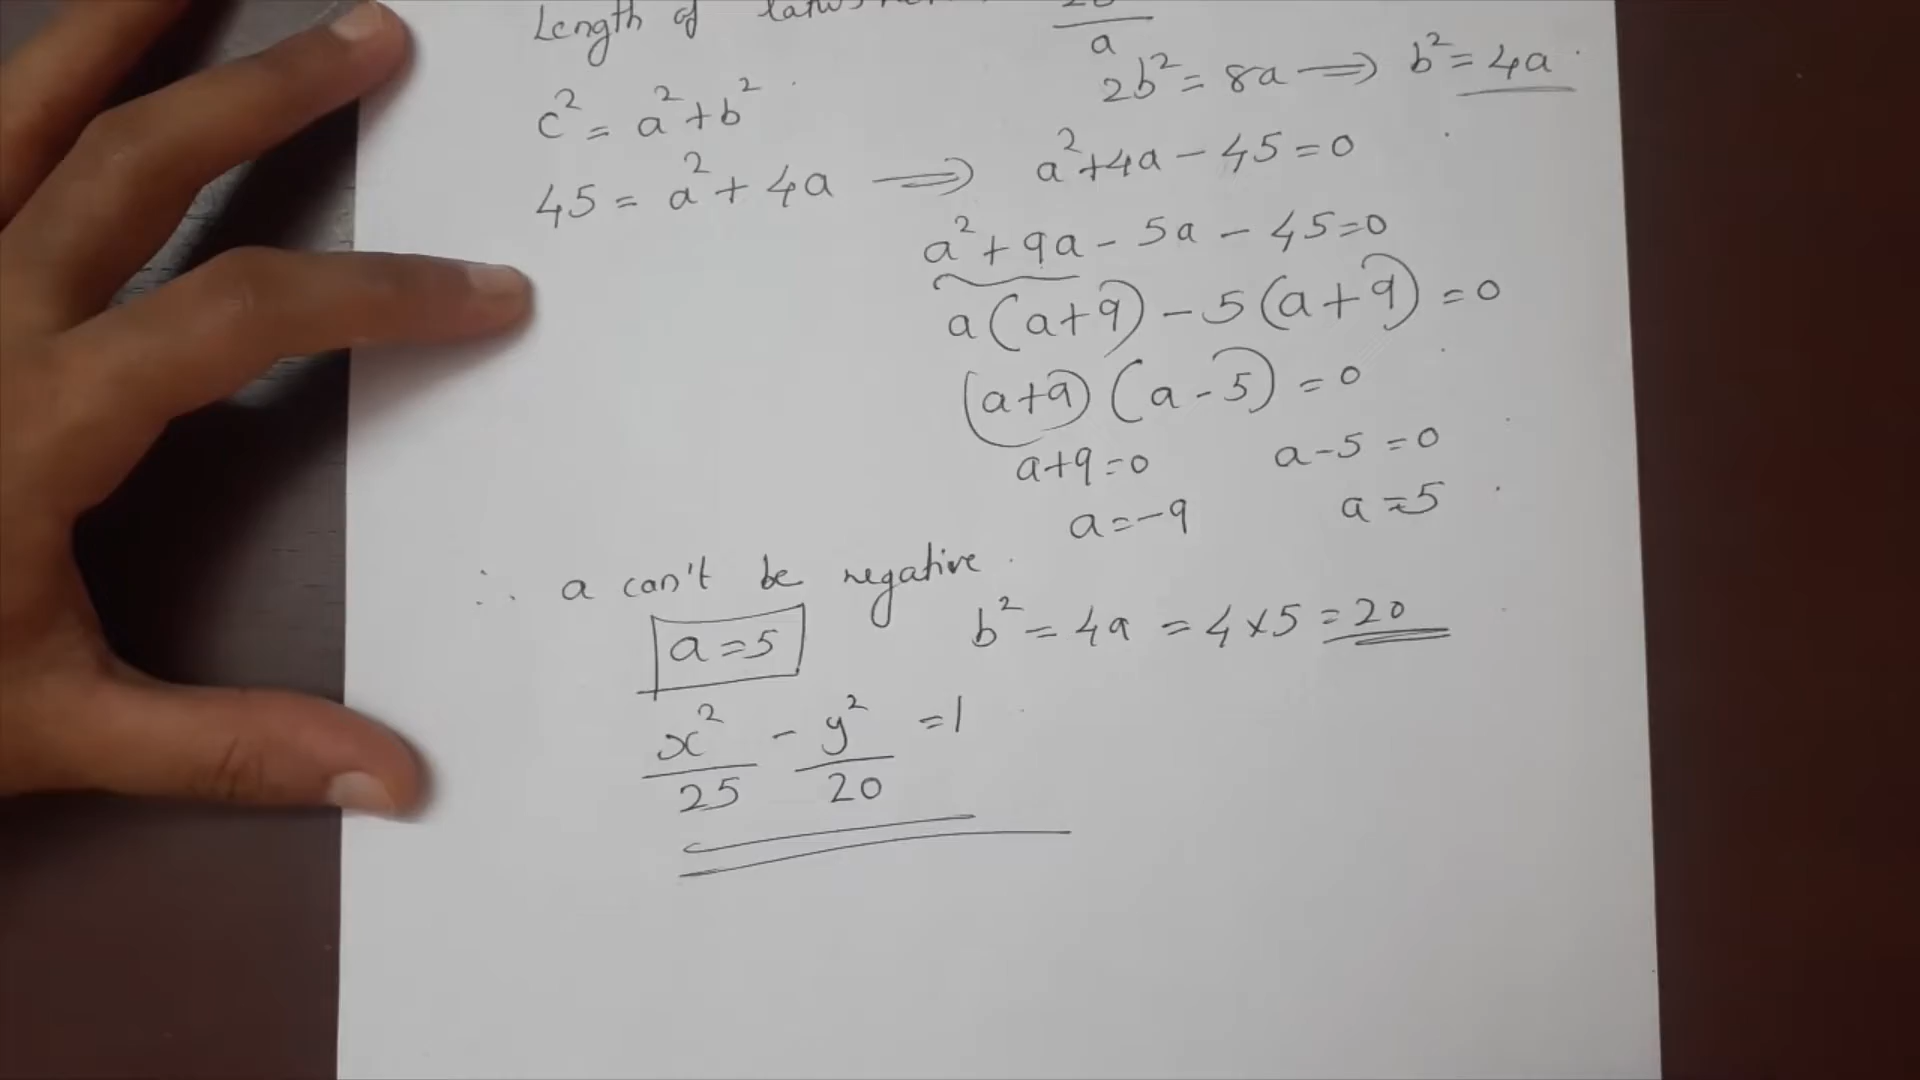 Length of
a
2b² = 8a ⟹ b² = 4a
c² = a² + b²
45 = a² + 4a ⟹ a² + 4a - 45 = 0
a² + 9a - 5a - 45 = 0
a(a+9) - 5(a+9) = 0
(a+9)(a-5) = 0
a+9=0 a-5=0
a=-9 a=5
∴ a can't be negative.
a=5 b² = 4a = 4×5 = 20
x²/25 - y²/20 = 1